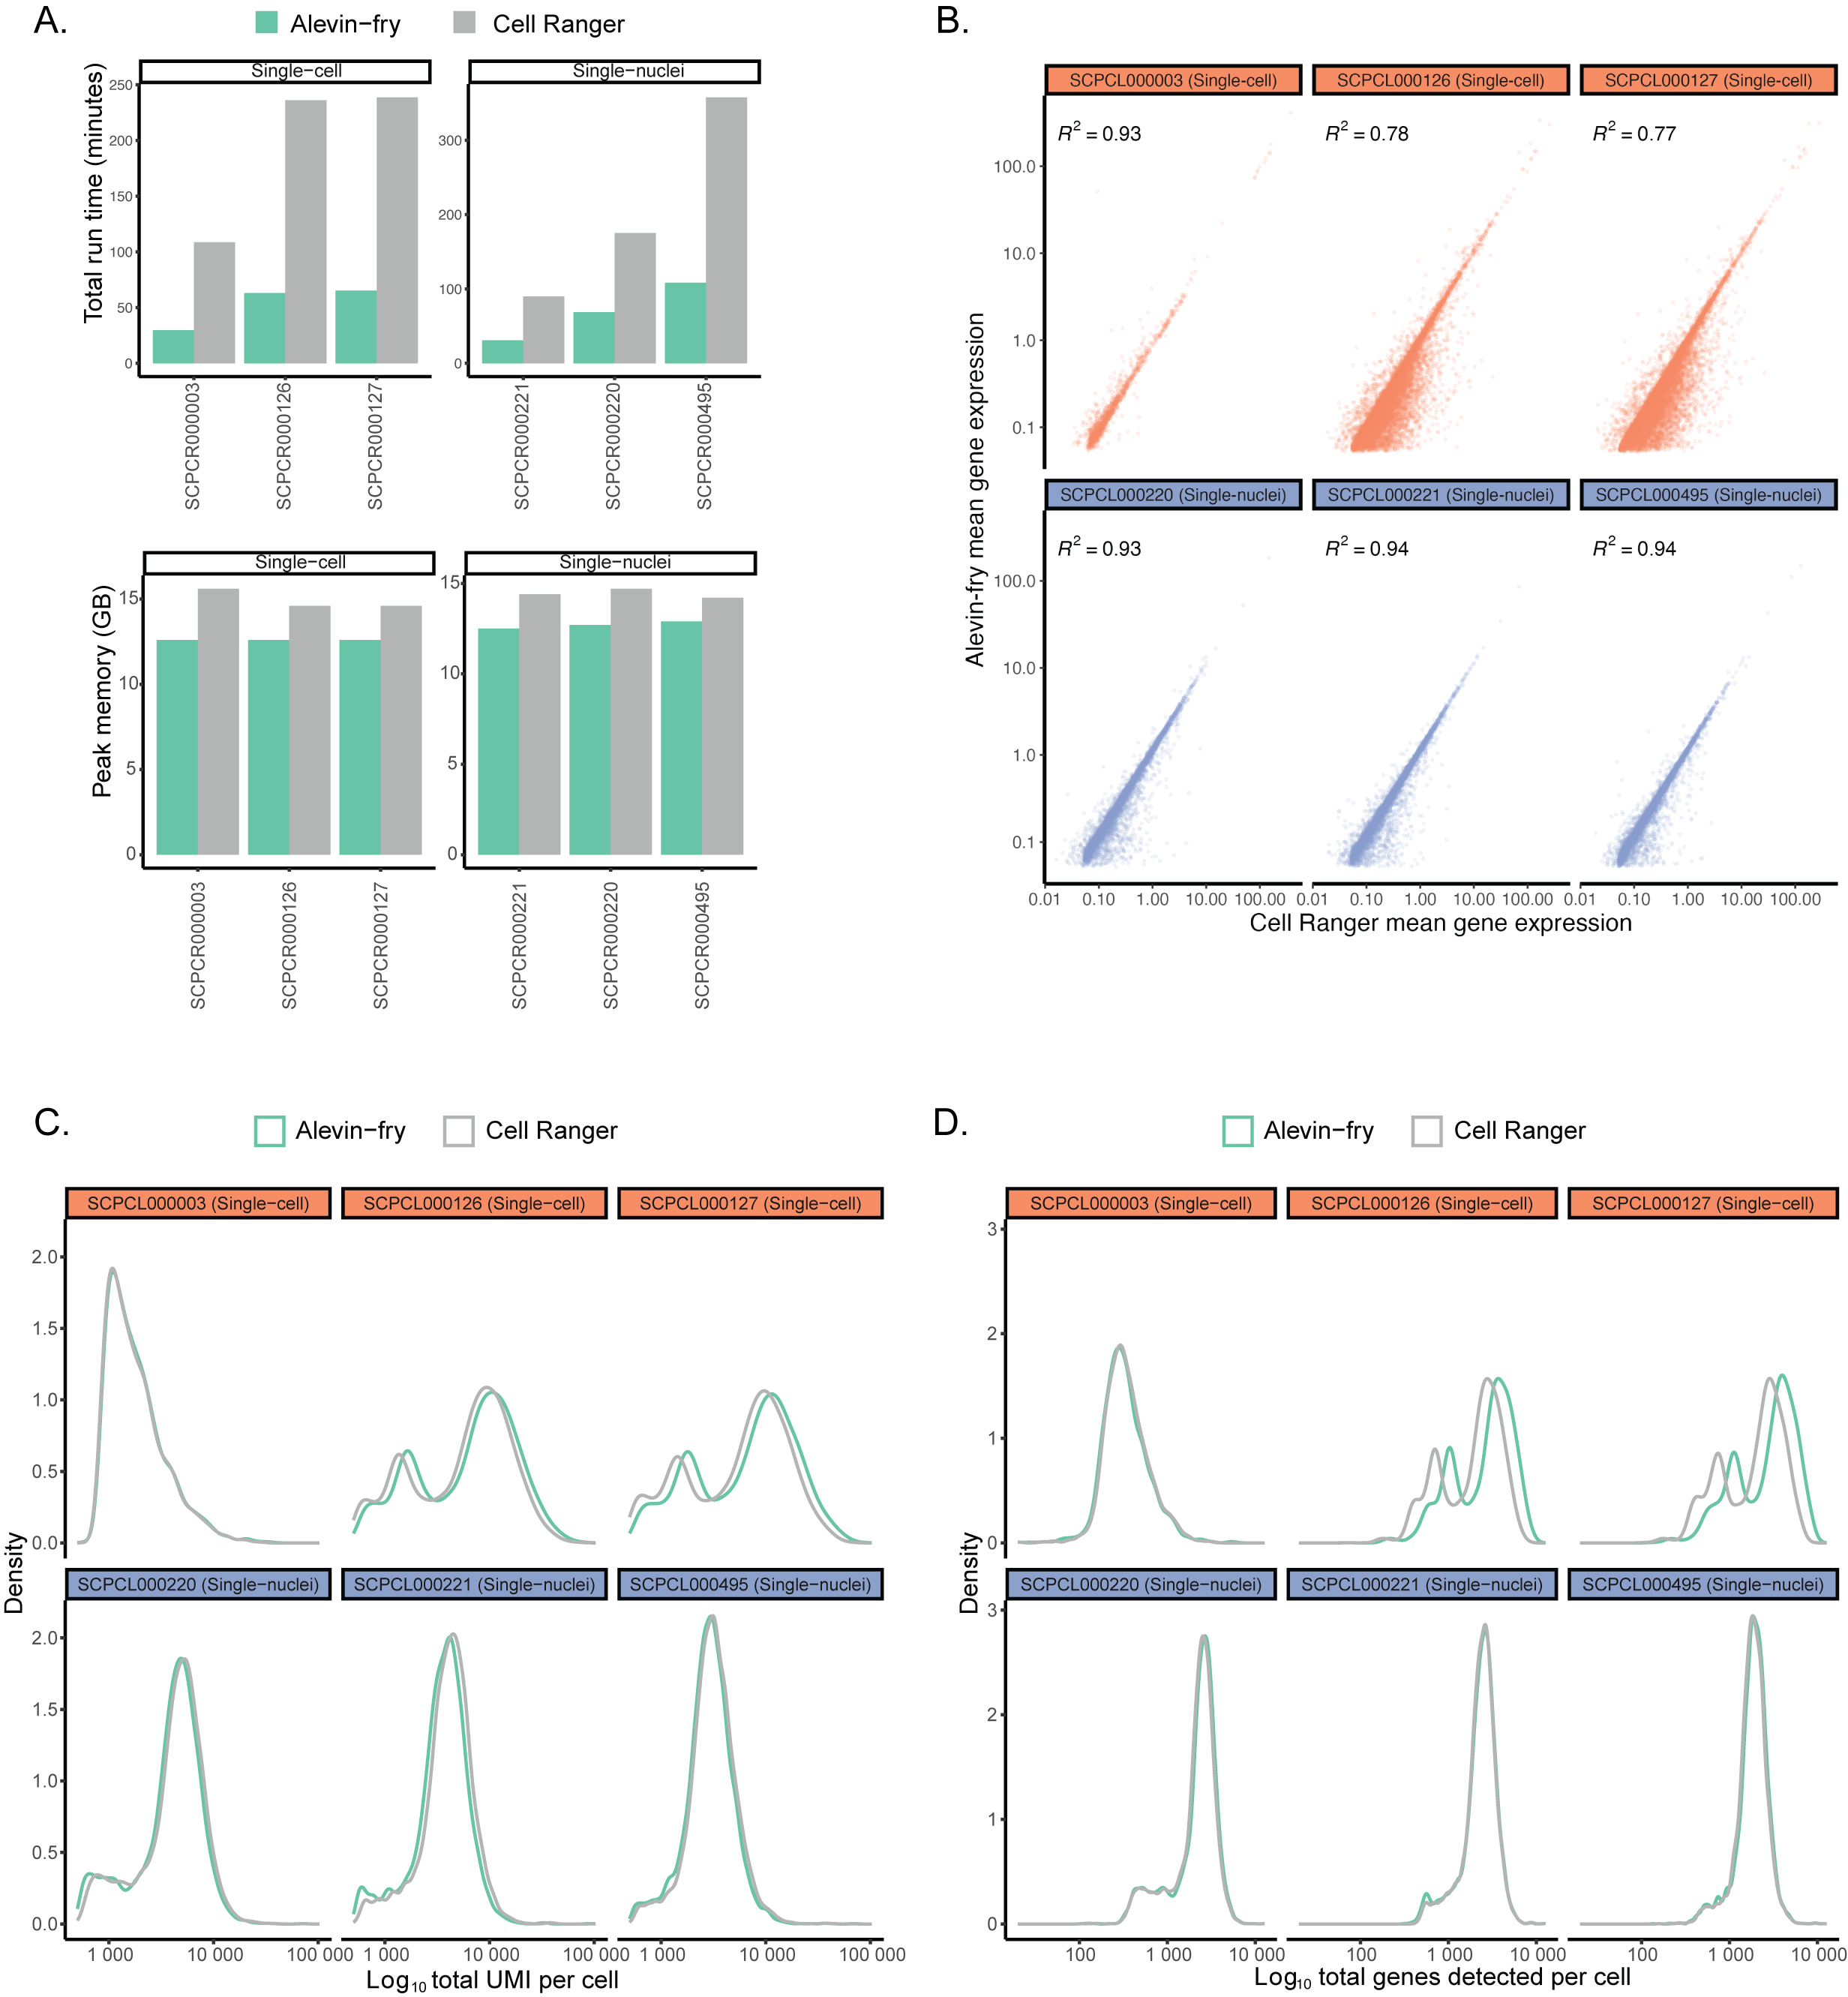 A.
Alevin−fry
Cell Ranger
Single−cell
Single−nuclei
Total run time (minutes)
250
200
150
100
50
0
300
200
100
0
SCPCR000003
SCPCR000126
SCPCR000127
SCPCR000221
SCPCR000220
SCPCR000495
Single−cell
Single−nuclei
Peak memory (GB)
15
10
5
0
15
10
5
0
SCPCR000003
SCPCR000126
SCPCR000127
SCPCR000221
SCPCR000220
SCPCR000495
B.
SCPCL000003 (Single-cell)
SCPCL000126 (Single-cell)
SCPCL000127 (Single-cell)
R² = 0.93
R² = 0.78
R² = 0.77
100.0
10.0
1.0
0.1
Alevin-fry mean gene expression
SCPCL000220 (Single-nuclei)
SCPCL000221 (Single-nuclei)
SCPCL000495 (Single-nuclei)
R² = 0.93
R² = 0.94
R² = 0.94
100.0
10.0
1.0
0.1
0.01 0.10 1.00 10.00 100.00
0.01 0.10 1.00 10.00 100.00
0.01 0.10 1.00 10.00 100.00
Cell Ranger mean gene expression
C.
Alevin−fry
Cell Ranger
SCPCL000003 (Single−cell)
SCPCL000126 (Single−cell)
SCPCL000127 (Single−cell)
2.0
1.5
1.0
0.5
0.0
Density
SCPCL000220 (Single−nuclei)
SCPCL000221 (Single−nuclei)
SCPCL000495 (Single−nuclei)
2.0
1.5
1.0
0.5
0.0
1 000 10 000 100 000
1 000 10 000 100 000
1 000 10 000 100 000
Log₁₀ total UMI per cell
D.
Alevin−fry
Cell Ranger
SCPCL000003 (Single−cell)
SCPCL000126 (Single−cell)
SCPCL000127 (Single−cell)
3
2
1
0
Density
SCPCL000220 (Single−nuclei)
SCPCL000221 (Single−nuclei)
SCPCL000495 (Single−nuclei)
3
2
1
0
100 1 000 10 000
100 1 000 10 000
100 1 000 10 000
Log₁₀ total genes detected per cell